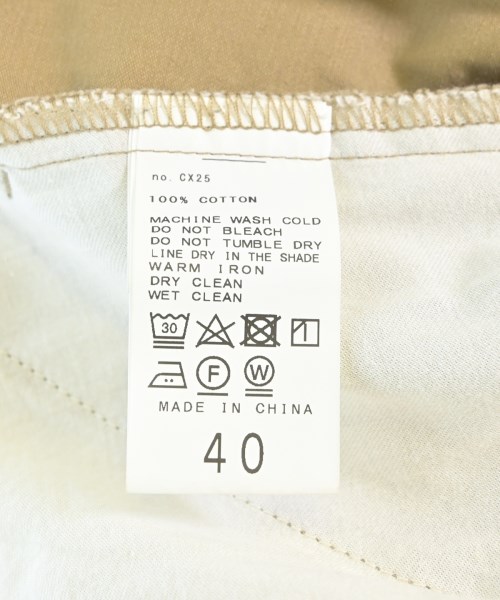 no. CX25
100% COTTON
MACHINE WASH COLD
DO NOT BLEACH
DO NOT TUMBLE DRY
LINE DRY IN THE SHADE
WARM IRON
DRY CLEAN
WET CLEAN
30
F W
MADE IN CHINA
40